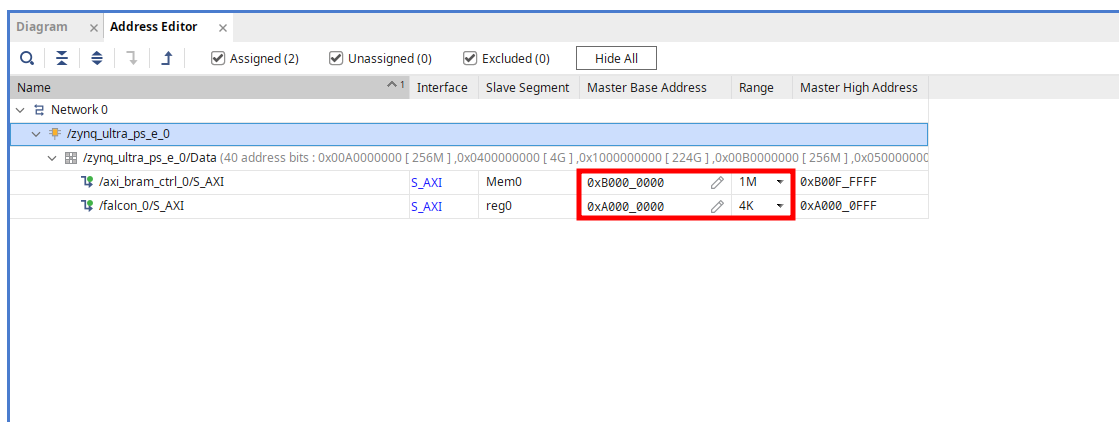 Diagram × Address Editor ×
Assigned (2) Unassigned (0) Excluded (0) Hide All
Name 1 Interface Slave Segment Master Base Address Range Master High Address
Network 0
/zynq_ultra_ps_e_0
/zynq_ultra_ps_e_0/Data (40 address bits : 0x00A0000000 [ 256M ] ,0x0400000000 [ 4G ] ,0x1000000000 [ 224G ] ,0x00B0000000 [ 256M ] ,0x050000000
/axi_bram_ctrl_0/S_AXI S_AXI Mem0 0xB000_0000 1M 0xB00F_FFFF
/falcon_0/S_AXI S_AXI reg0 0xA000_0000 4K 0xA000_0FFF